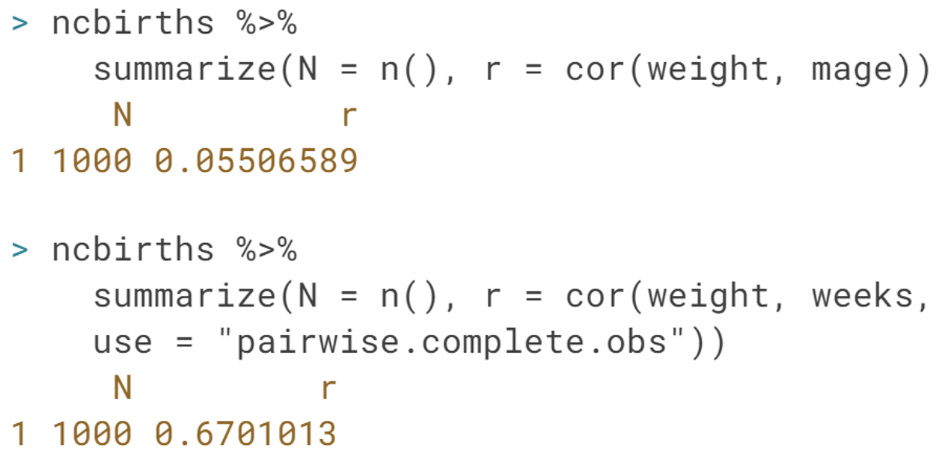 > ncbirths %>%
summarize(N = n(), r = cor(weight, mage))
N r
1 1000 0.05506589
> ncbirths %>%
summarize(N = n(), r = cor(weight, weeks,
use = "pairwise.complete.obs"))
N r
1 1000 0.6701013